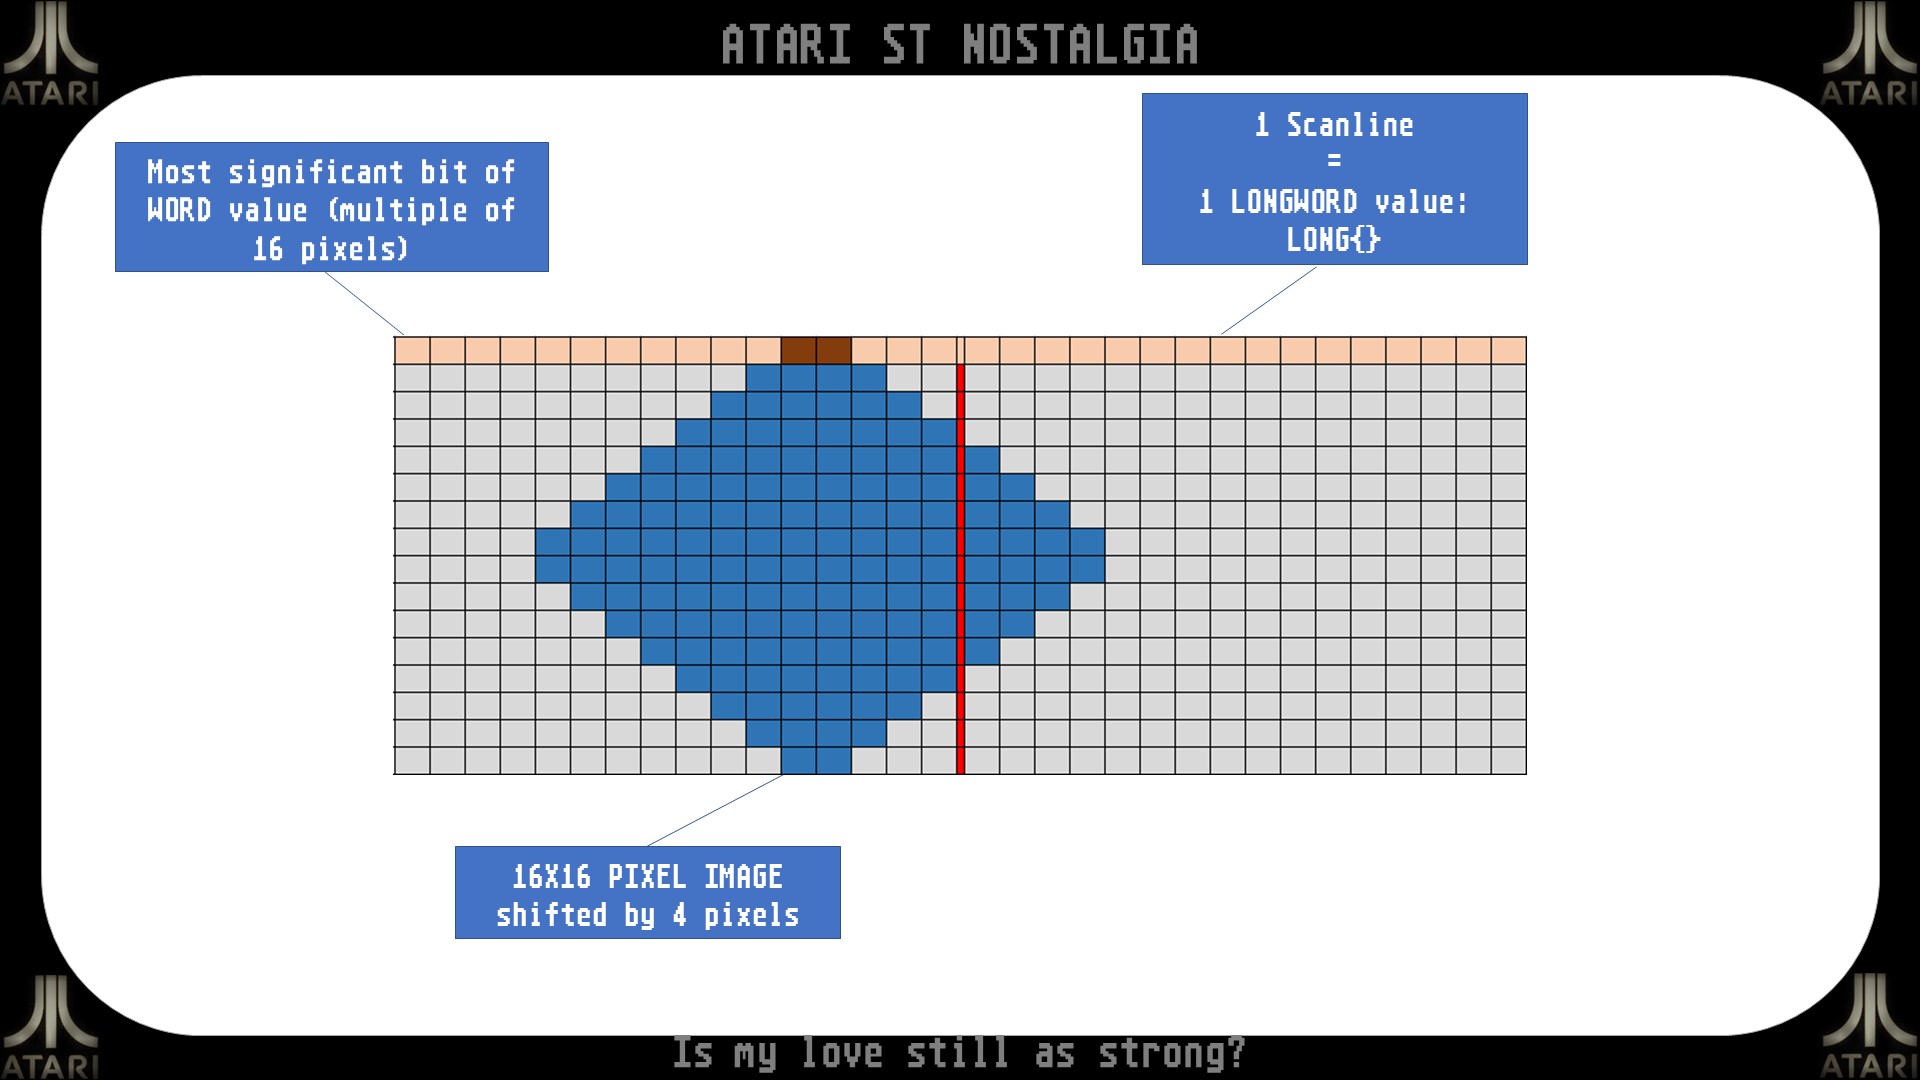 ATARI ST NOSTALGIA
ATARI
ATARI
Most significant bit of
WORD value (multiple of
16 pixels)
1 Scanline
=
1 LONGWORD value:
LONG{}
16X16 PIXEL IMAGE
shifted by 4 pixels
Is my love still as strong?
ATARI
ATARI